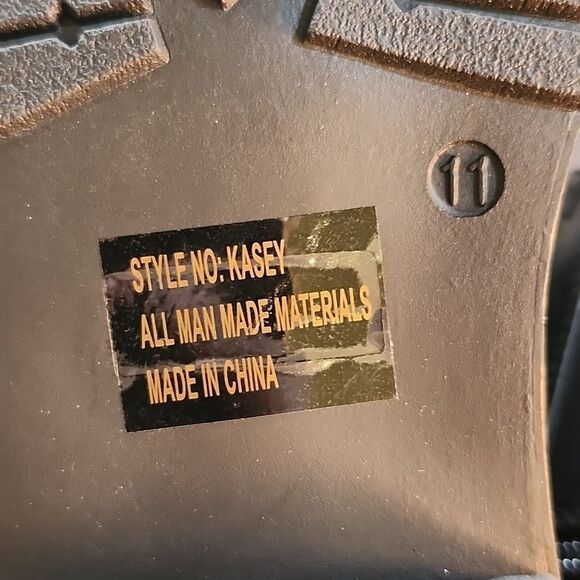 11
STYLE NO: KASEY
ALL MAN MADE MATERIALS
MADE IN CHINA